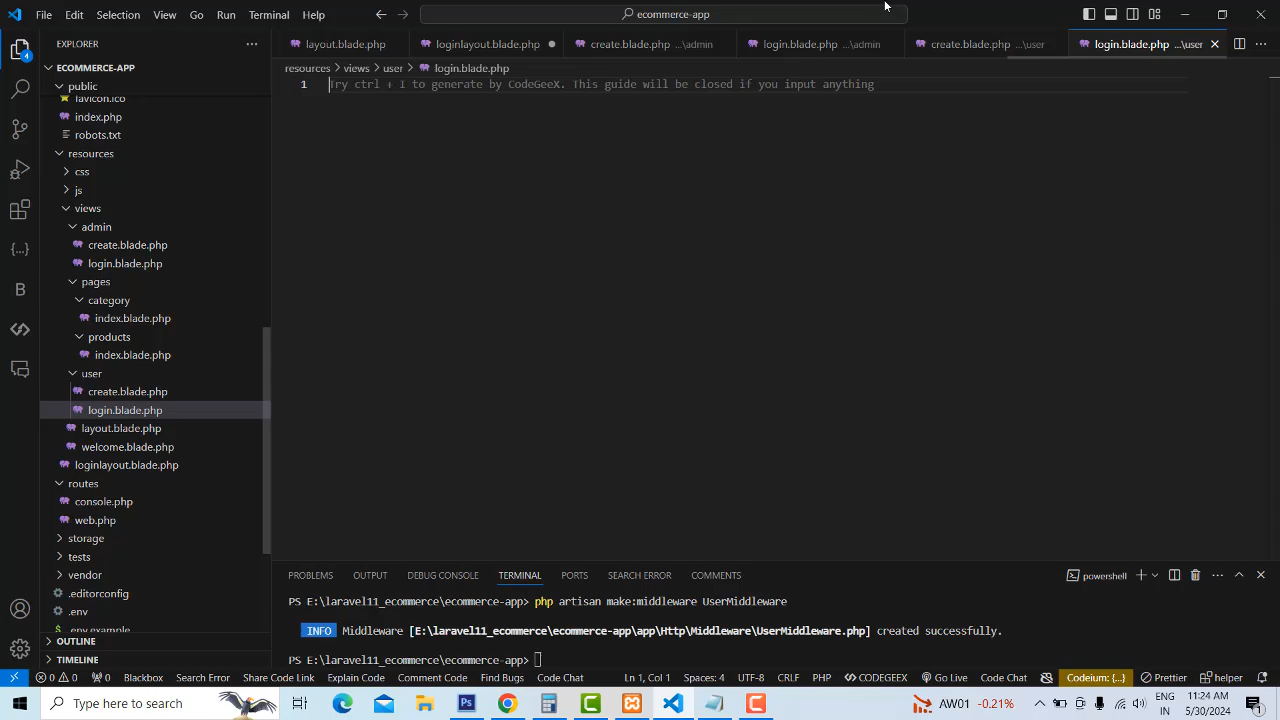 File Edit Selection View Go Run Terminal Help
ecommerce-app
EXPLORER
ECOMMERCE-APP
public
favicon.ico
index.php
robots.txt
resources
css
js
views
admin
create.blade.php
login.blade.php
pages
category
index.blade.php
products
index.blade.php
user
create.blade.php
login.blade.php
layout.blade.php
welcome.blade.php
loginlayout.blade.php
routes
console.php
web.php
storage
tests
vendor
.editorconfig
.env
.env.example
OUTLINE
TIMELINE
4
layout.blade.php loginlayout.blade.php create.blade.php ...\admin login.blade.php ...\admin create.blade.php ...\user login.blade.php ...\user
resources > views > user > login.blade.php
1 Try ctrl + I to generate by CodeGeeX. This guide will be closed if you input anything
PROBLEMS OUTPUT DEBUG CONSOLE TERMINAL PORTS SEARCH ERROR COMMENTS
powershell
PS E:\laravel11_ecommerce\ecommerce-app> php artisan make:middleware UserMiddleware
INFO Middleware [E:\laravel11_ecommerce\ecommerce-app\app\Http\Middleware\UserMiddleware.php] created successfully.
PS E:\laravel11_ecommerce\ecommerce-app>
0 0 0 Blackbox Search Error Share Code Link Explain Code Comment Code Find Bugs Code Chat Ln 1, Col 1 Spaces: 4 UTF-8 CRLF PHP CODEGEEX Go Live Code Chat Codeium: {...} Prettier helper
Type here to search
Ps
AW01 -0.21%
ENG
IN
11:24 AM
5/30/2024
1